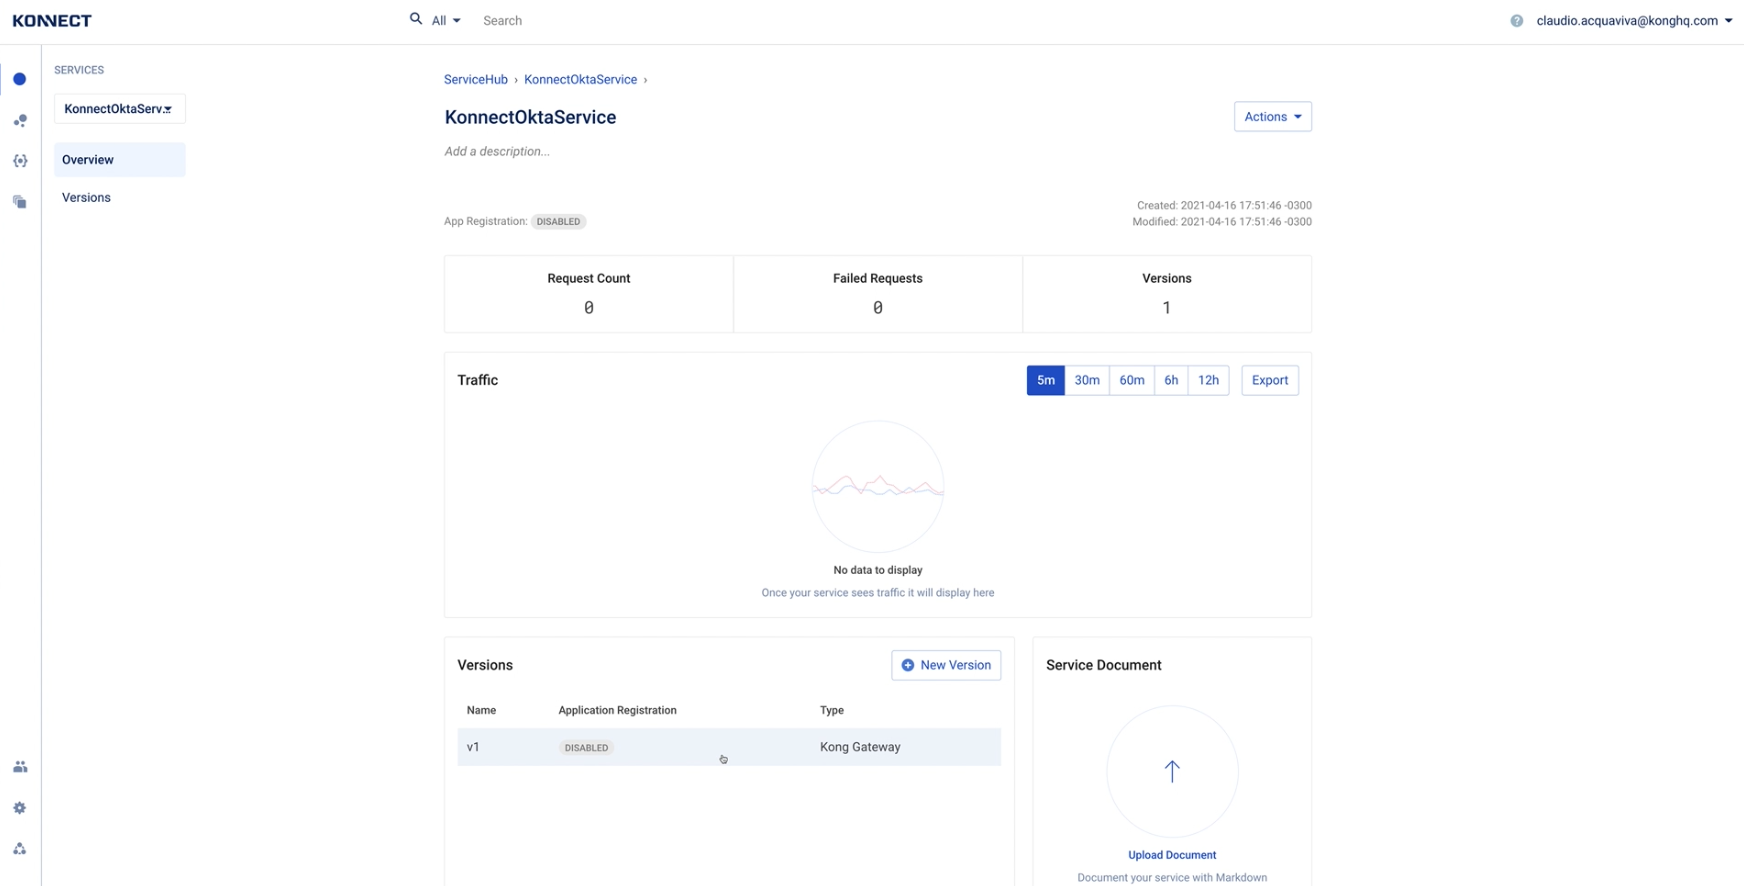 KONNECT
All
Search
?
claudio.acquaviva@konghq.com
SERVICES
KonnectOktaServ...
Overview
Versions
ServiceHub › KonnectOktaService ›
KonnectOktaService
Actions
Add a description...
App Registration: DISABLED
Created: 2021-04-16 17:51:46 -0300
Modified: 2021-04-16 17:51:46 -0300
Request Count
0
Failed Requests
0
Versions
1
Traffic
5m 30m 60m 6h 12h Export
No data to display
Once your service sees traffic it will display here
Versions
New Version
Name Application Registration Type
v1 DISABLED Kong Gateway
Service Document
Upload Document
Document your service with Markdown